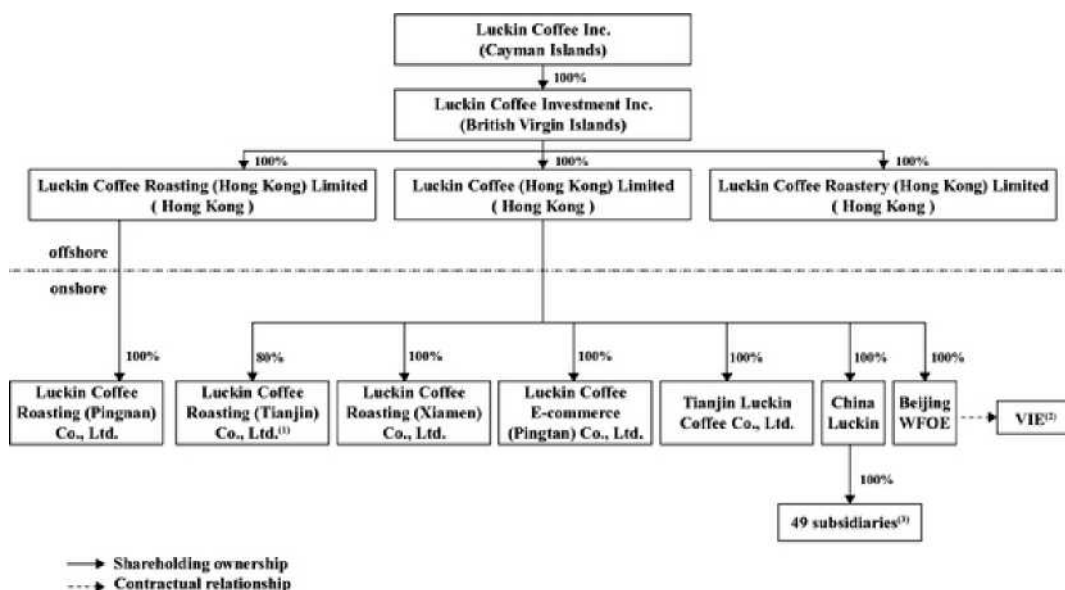 Luckin Coffee Inc.
(Cayman Islands)
100%
Luckin Coffee Investment Inc.
(British Virgin Islands)
100%
100%
100%
Luckin Coffee Roasting (Hong Kong) Limited
( Hong Kong )
Luckin Coffee (Hong Kong) Limited
( Hong Kong )
Luckin Coffee Roastery (Hong Kong) Limited
( Hong Kong )
offshore
onshore
100%
80%
100%
100%
100%
100%
100%
Luckin Coffee
Roasting (Pingnan)
Co., Ltd.
Luckin Coffee
Roasting (Tianjin)
Co., Ltd.(1)
Luckin Coffee
Roasting (Xiamen)
Co., Ltd.
Luckin Coffee
E-commerce
(Pingtan) Co., Ltd.
Tianjin Luckin
Coffee Co., Ltd.
China
Luckin
Beijing
WFOE
VIE(2)
100%
49 subsidiaries(3)
Shareholding ownership
Contractual relationship